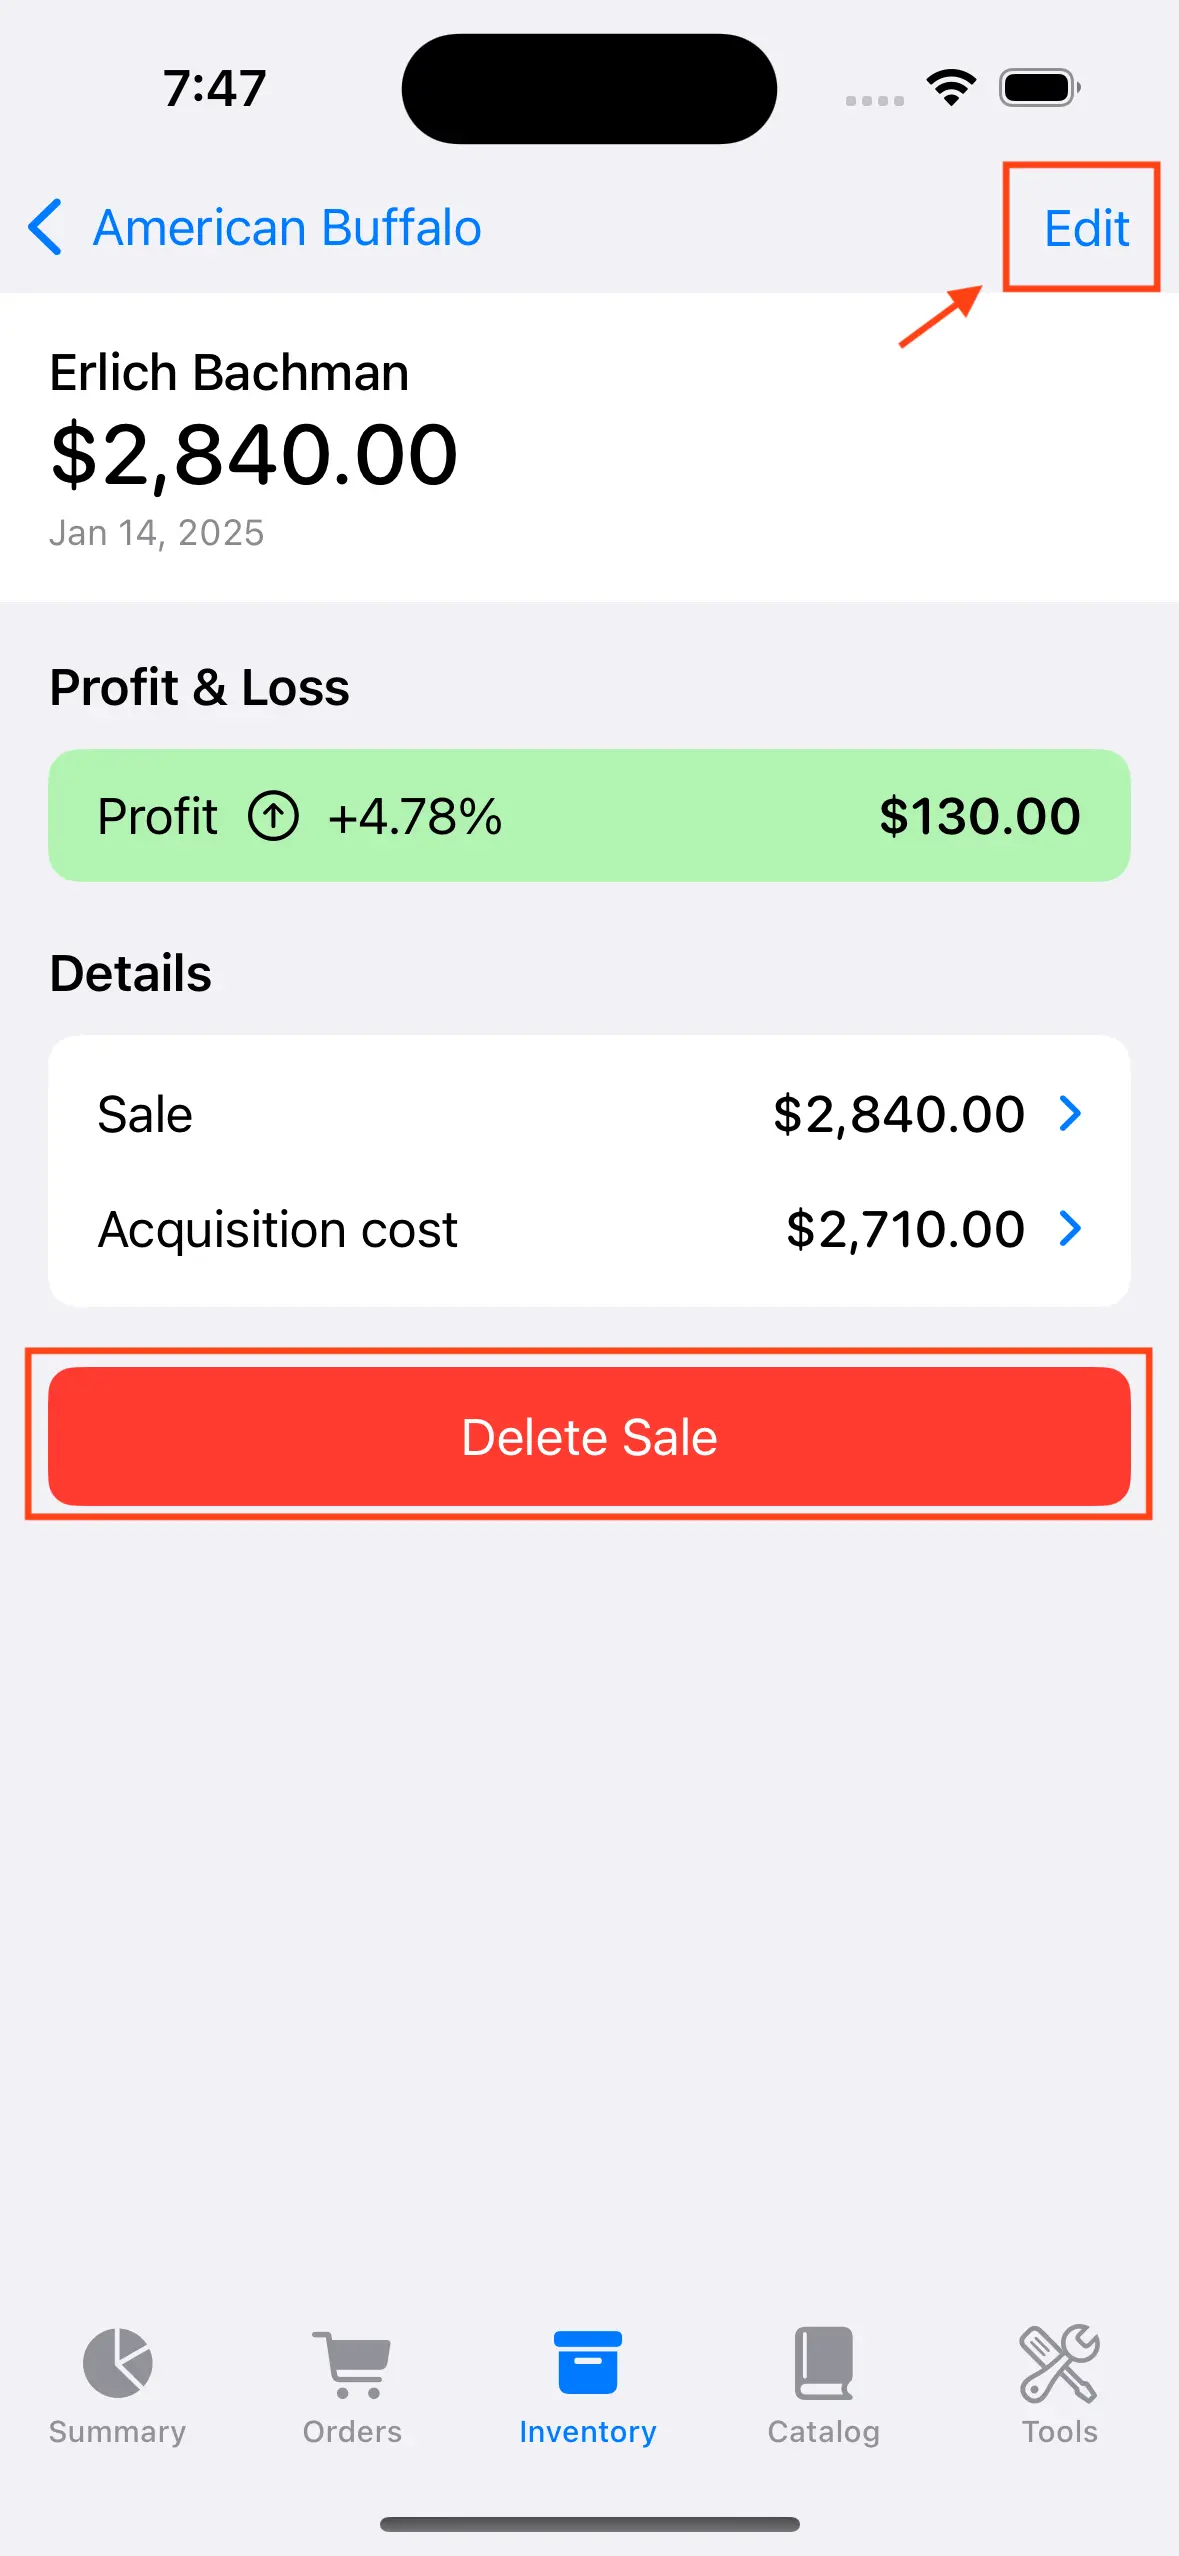 7:47
American Buffalo
Edit
Erlich Bachman
$2,840.00
Jan 14, 2025
Profit & Loss
Profit +4.78% $130.00
Details
Sale $2,840.00
Acquisition cost $2,710.00
Delete Sale
Summary Orders Inventory Catalog Tools